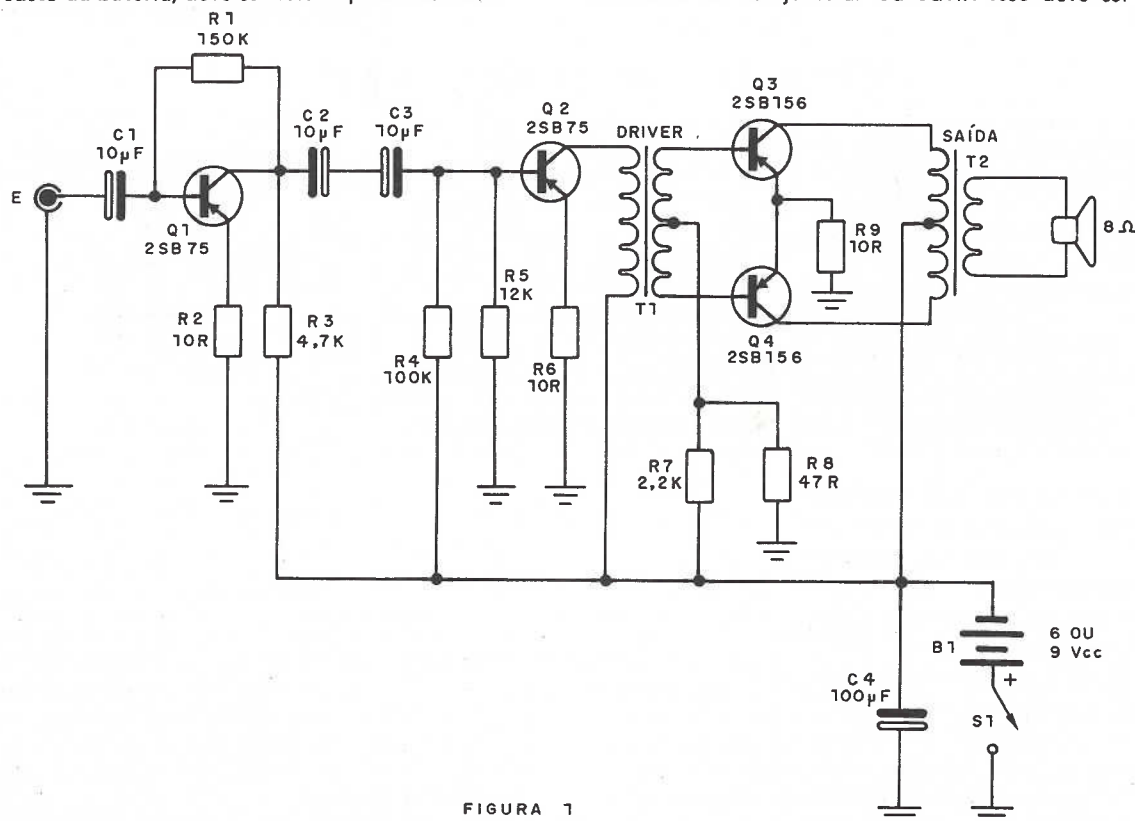 R1
150K
C1
10µF
E
Q1
2SB75
R2
10R
R3
4,7K
C2
10µF
C3
10µF
R4
100K
R5
12K
Q2
2SB75
R6
10R
DRIVER
T1
Q3
2SB156
R9
10R
Q4
2SB156
R7
2,2K
R8
47R
SAÍDA
T2
8Ω
C4
100µF
B1
6 OU
9 Vcc
+
S1
FIGURA 1